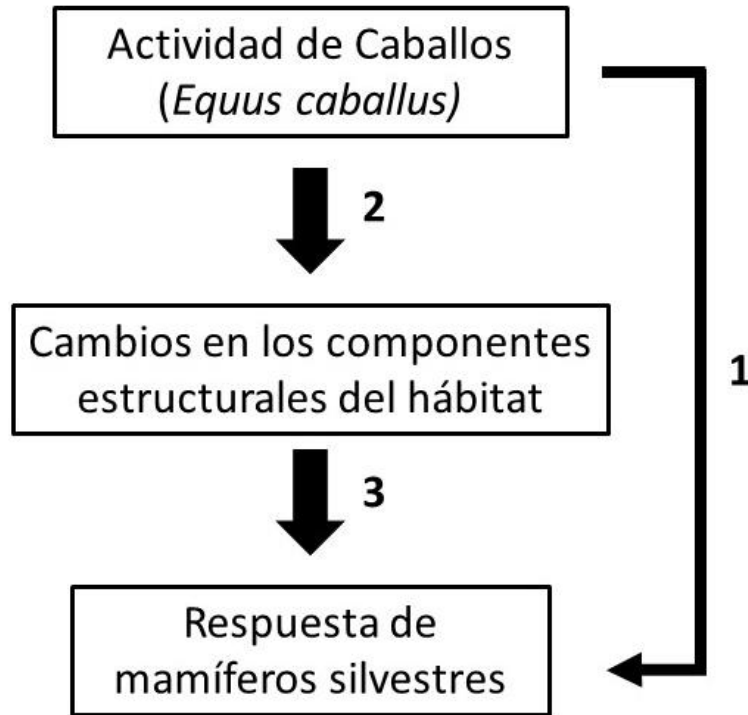 Actividad de Caballos
(Equus caballus)
2
Cambios en los componentes
estructurales del hábitat
1
3
Respuesta de
mamíferos silvestres